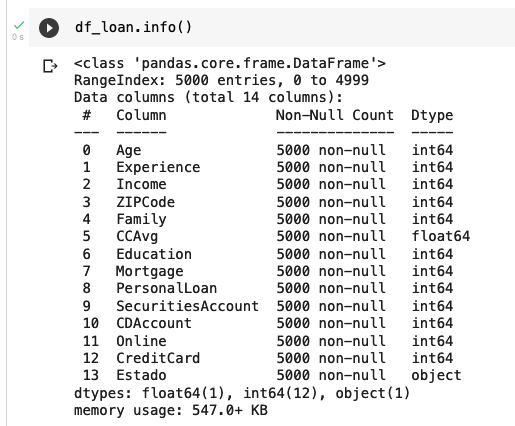 df_loan.info()
0 s
<class 'pandas.core.frame.DataFrame'>
RangeIndex: 5000 entries, 0 to 4999
Data columns (total 14 columns):
 #   Column             Non-Null Count  Dtype
---  ------             --------------  -----
 0   Age                5000 non-null   int64
 1   Experience         5000 non-null   int64
 2   Income             5000 non-null   int64
 3   ZIPCode            5000 non-null   int64
 4   Family             5000 non-null   int64
 5   CCAvg              5000 non-null   float64
 6   Education          5000 non-null   int64
 7   Mortgage           5000 non-null   int64
 8   PersonalLoan       5000 non-null   int64
 9   SecuritiesAccount  5000 non-null   int64
 10  CDAccount          5000 non-null   int64
 11  Online             5000 non-null   int64
 12  CreditCard         5000 non-null   int64
 13  Estado             5000 non-null   object
dtypes: float64(1), int64(12), object(1)
memory usage: 547.0+ KB